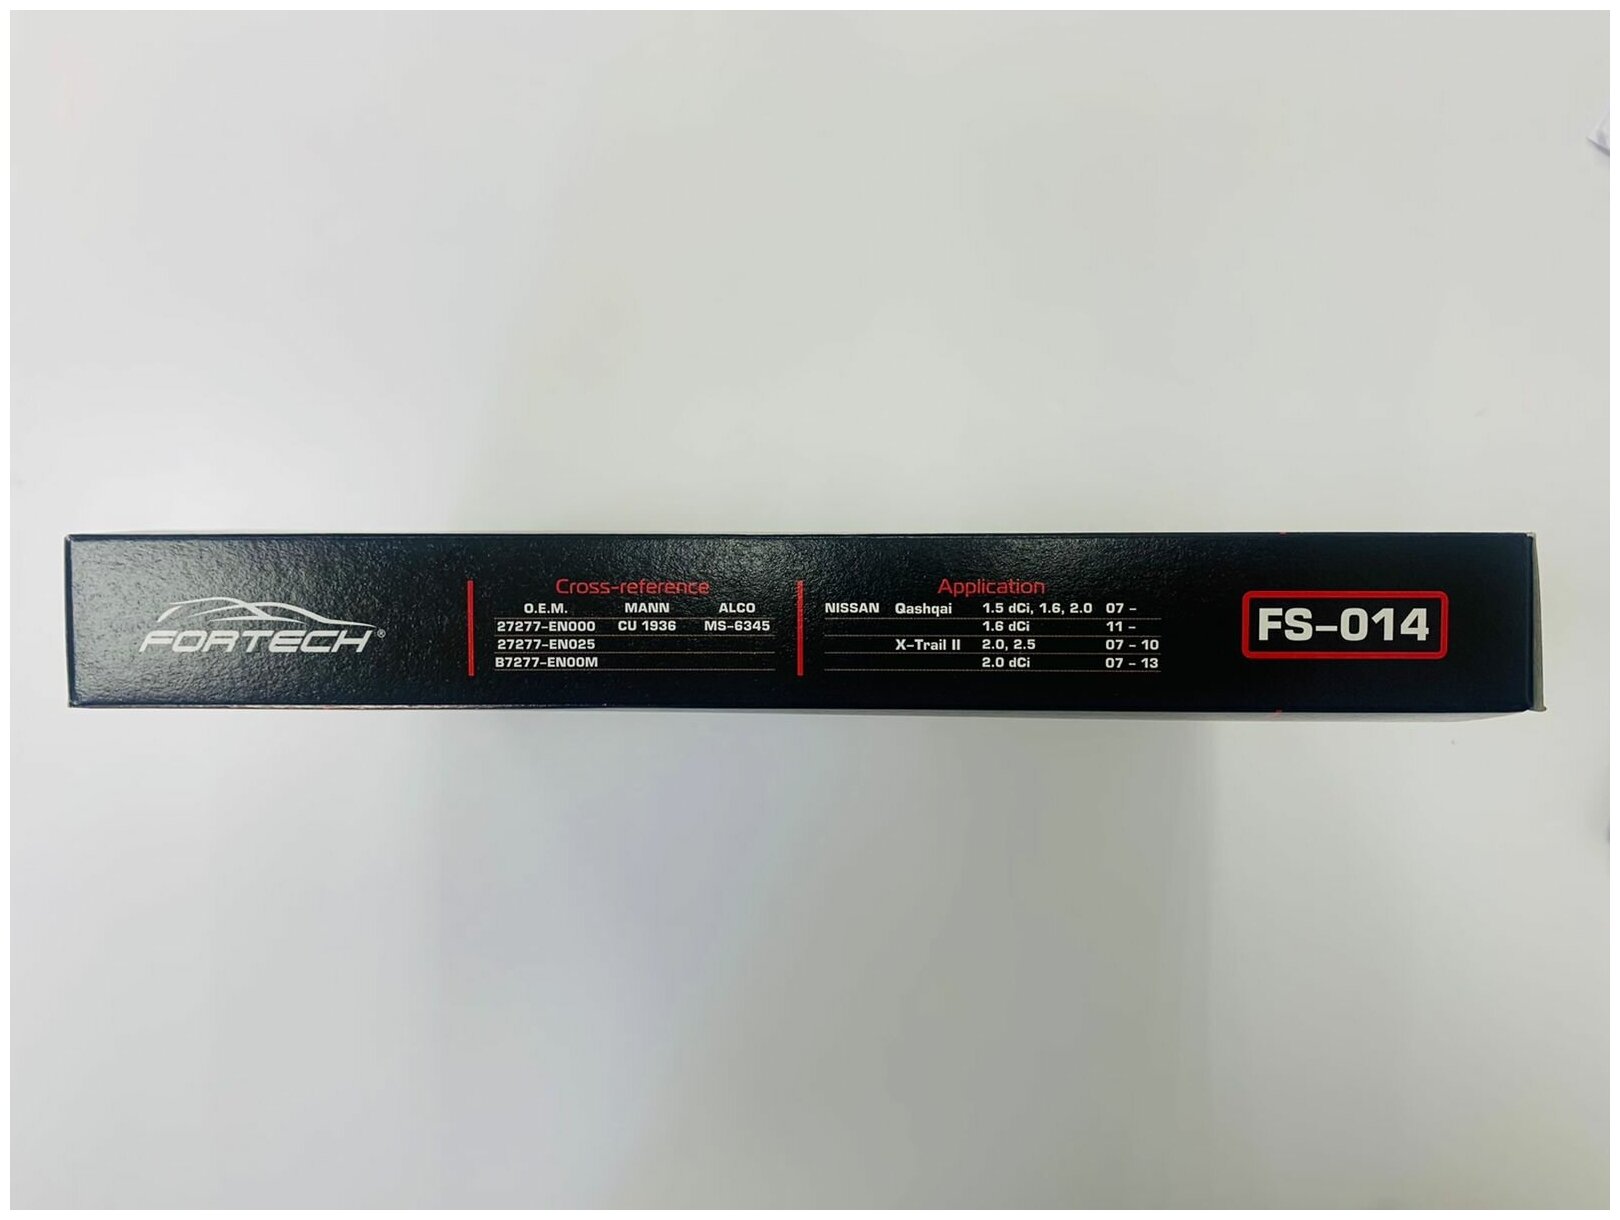 FORTECH®
Cross-reference
O.E.M. MANN ALCO
27277-EN000 CU 1936 MS-6345
27277-EN025
B7277-EN00M
Application
NISSAN Qashqai 1.5 dCi, 1.6, 2.0 07 -
1.6 dCi 11 -
X-Trail II 2.0, 2.5 07 - 10
2.0 dCi 07 - 13
FS-014